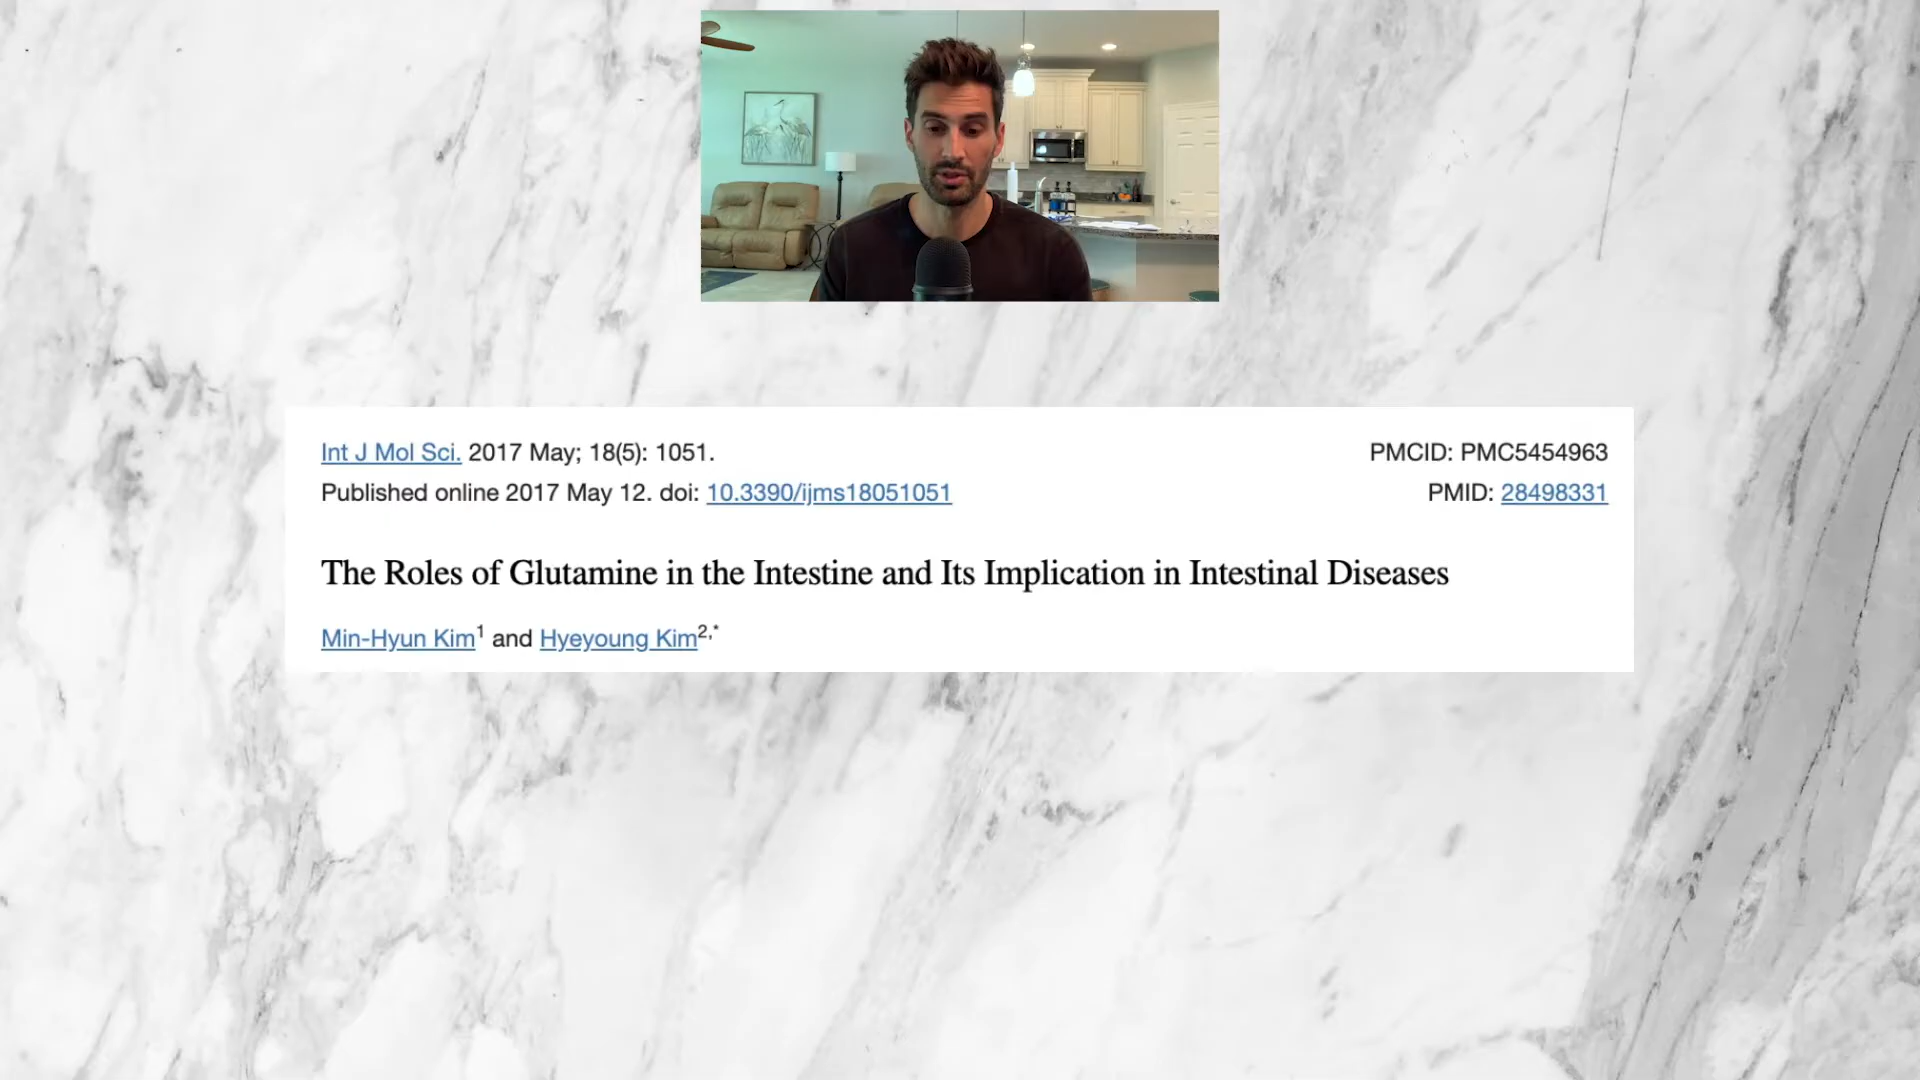 Int J Mol Sci. 2017 May; 18(5): 1051.
PMCID: PMC5454963
Published online 2017 May 12. doi: 10.3390/ijms18051051
PMID: 28498331
The Roles of Glutamine in the Intestine and Its Implication in Intestinal Diseases
Min-Hyun Kim1 and Hyeyoung Kim2,*